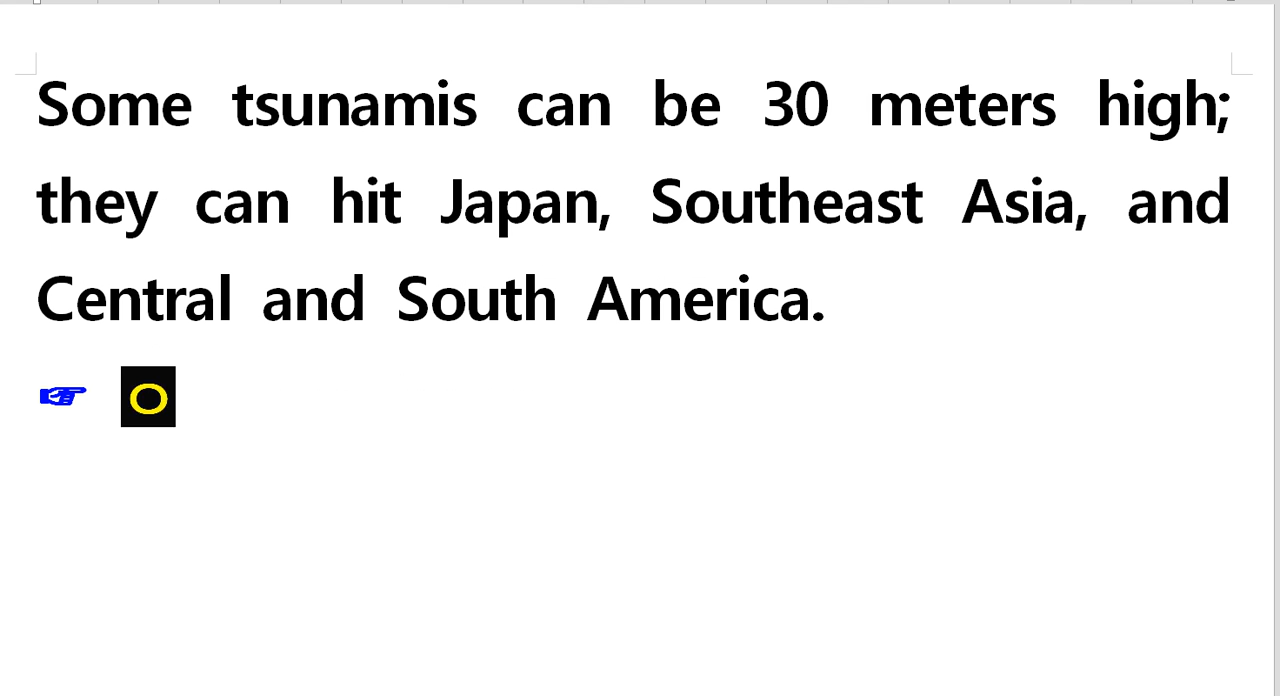 Some tsunamis can be 30 meters high;
they can hit Japan, Southeast Asia, and
Central and South America.
☞ O